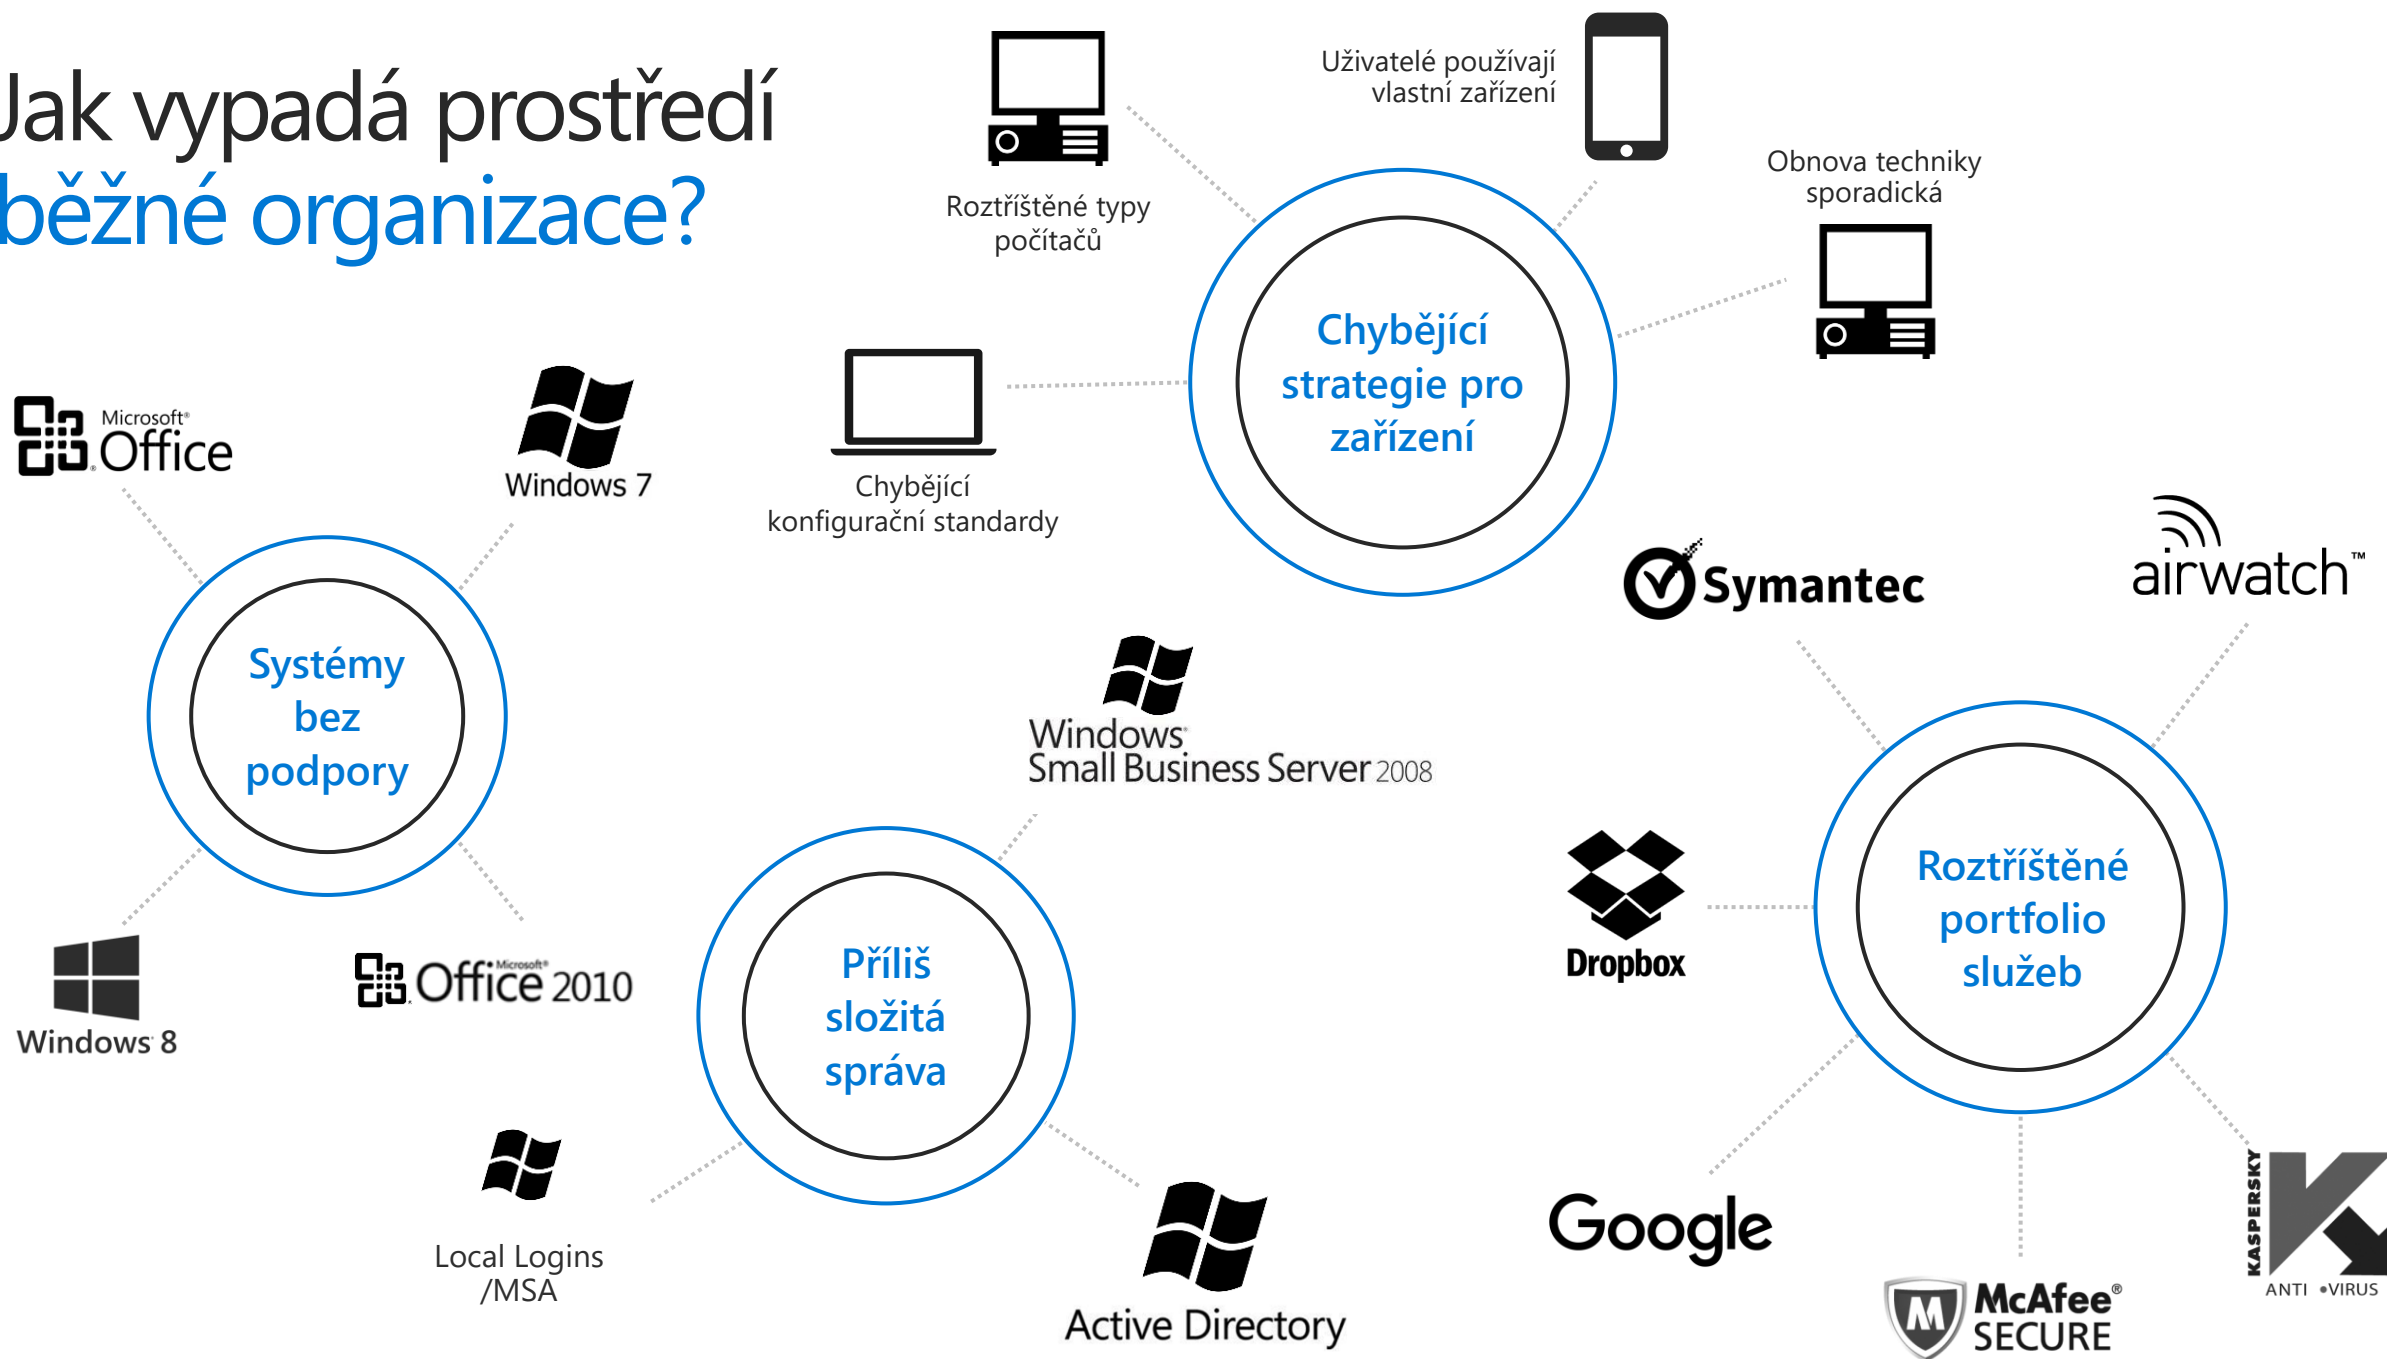 Jak vypadá prostředí
běžné organizace?
Roztříštěné typy
počítačů
Uživatelé používají
vlastní zařízení
Obnova techniky
sporadická
Chybějící
strategie pro
zařízení
Chybějící
konfigurační standardy
Microsoft®
Office
Windows 7
Systémy
bez
podpory
Windows 8
Microsoft®
Office 2010
Windows
Small Business Server 2008
Příliš
složitá
správa
Local Logins
/MSA
Active Directory
Symantec
airwatch™
Dropbox
Roztříštěné
portfolio
služeb
Google
McAfee®
SECURE
KASPERSKY
ANTI •VIRUS